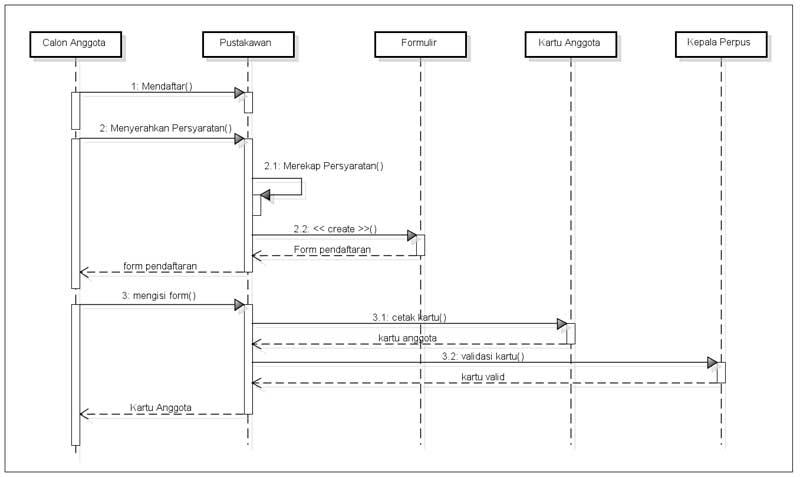 Calon Anggota
Pustakawan
Formulir
Kartu Anggota
Kepala Perpus
1: Mendaftar()
2: Menyerahkan Persyaratan()
2.1: Merekap Persyaratan()
2.2: << create >>()
Form pendaftaran
form pendaftaran
3: mengisi form()
3.1: cetak kartu()
kartu anggota
3.2: validasi kartu()
kartu valid
Kartu Anggota